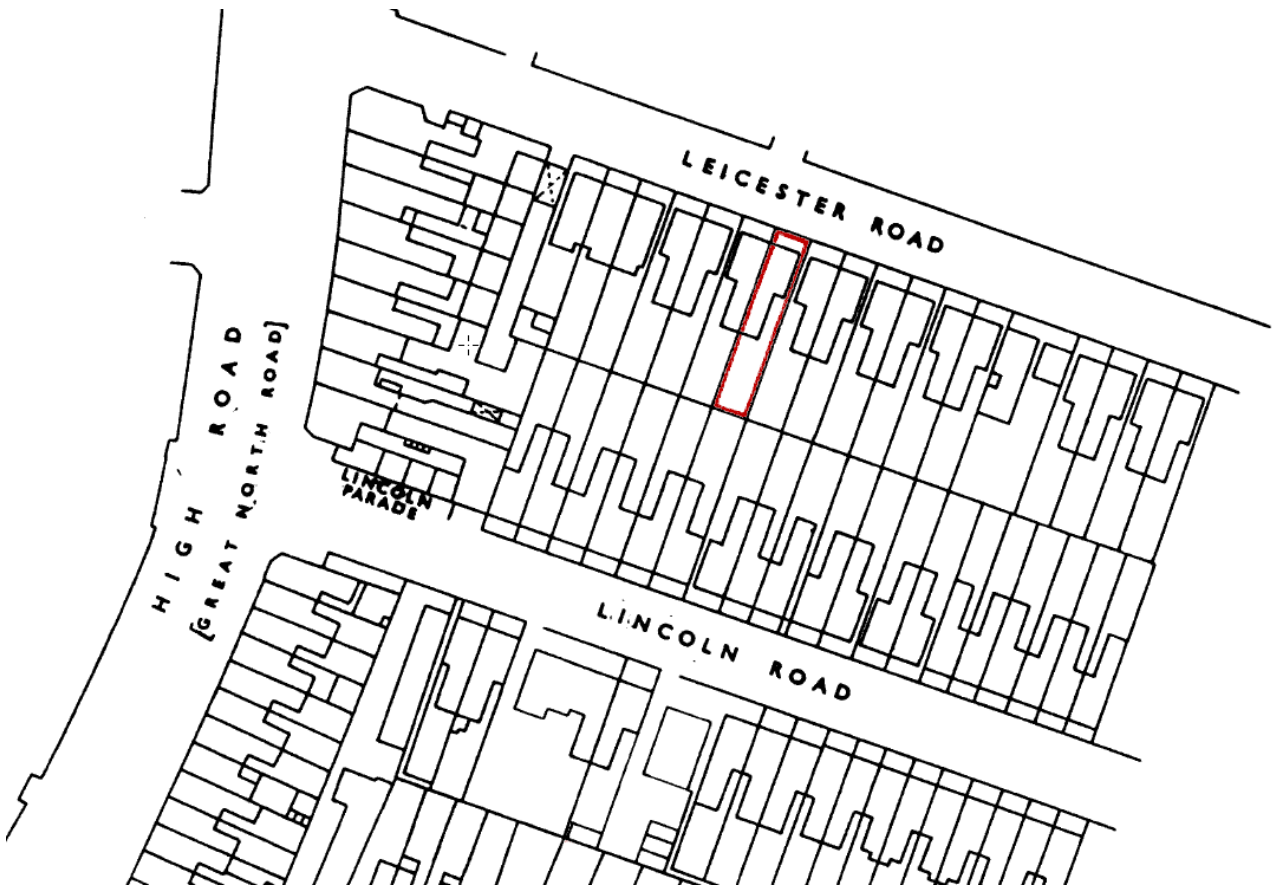 LEICESTER ROAD
HIGH ROAD
[GREAT NORTH ROAD]
LINCOLN
PARADE
LINCOLN ROAD